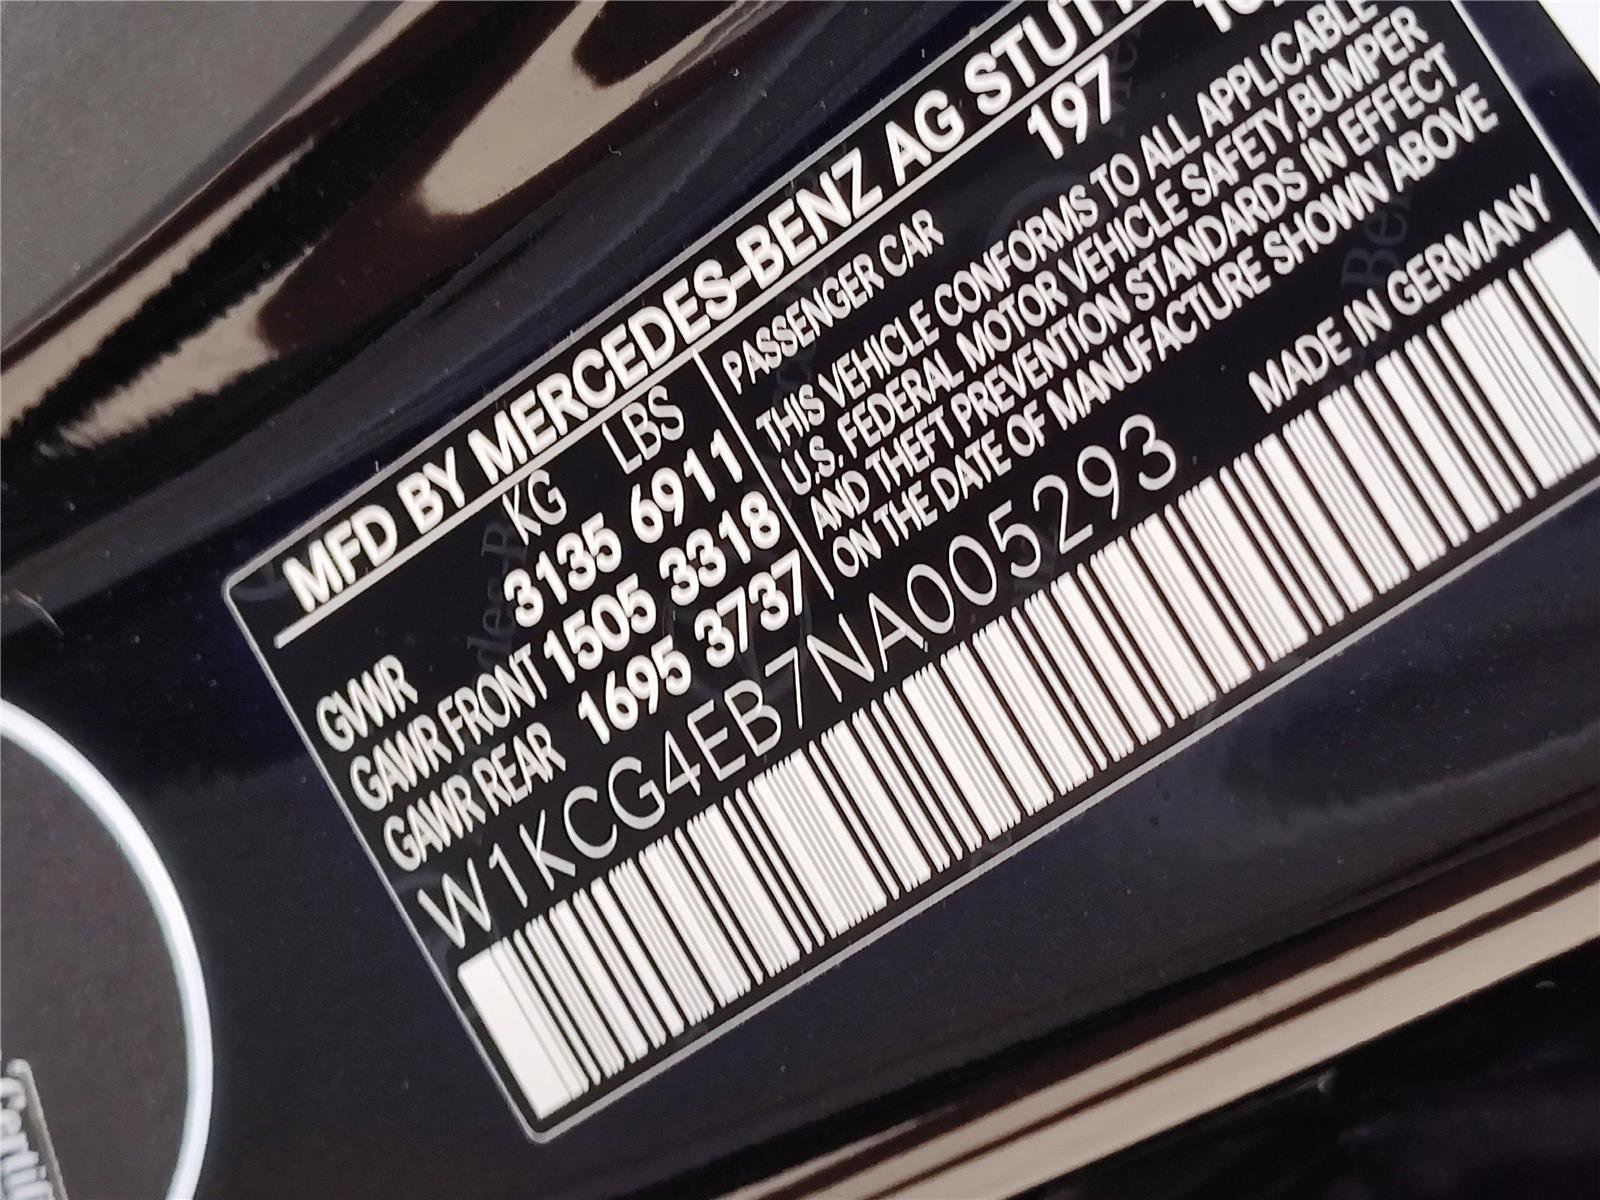 MFD BY MERCEDES-BENZ AG
KG LBS
GVWR 3135 6911
GAWR FRONT 1505 3318
GAWR REAR 1695 3737
197
PASSENGER CAR
THIS VEHICLE CONFORMS TO ALL APPLICABLE
U.S. FEDERAL MOTOR VEHICLE SAFETY,BUMPER
AND THEFT PREVENTION STANDARDS IN EFFECT
ON THE DATE OF MANUFACTURE SHOWN ABOVE
MADE IN GERMANY
W1KCG4EB7NA005293